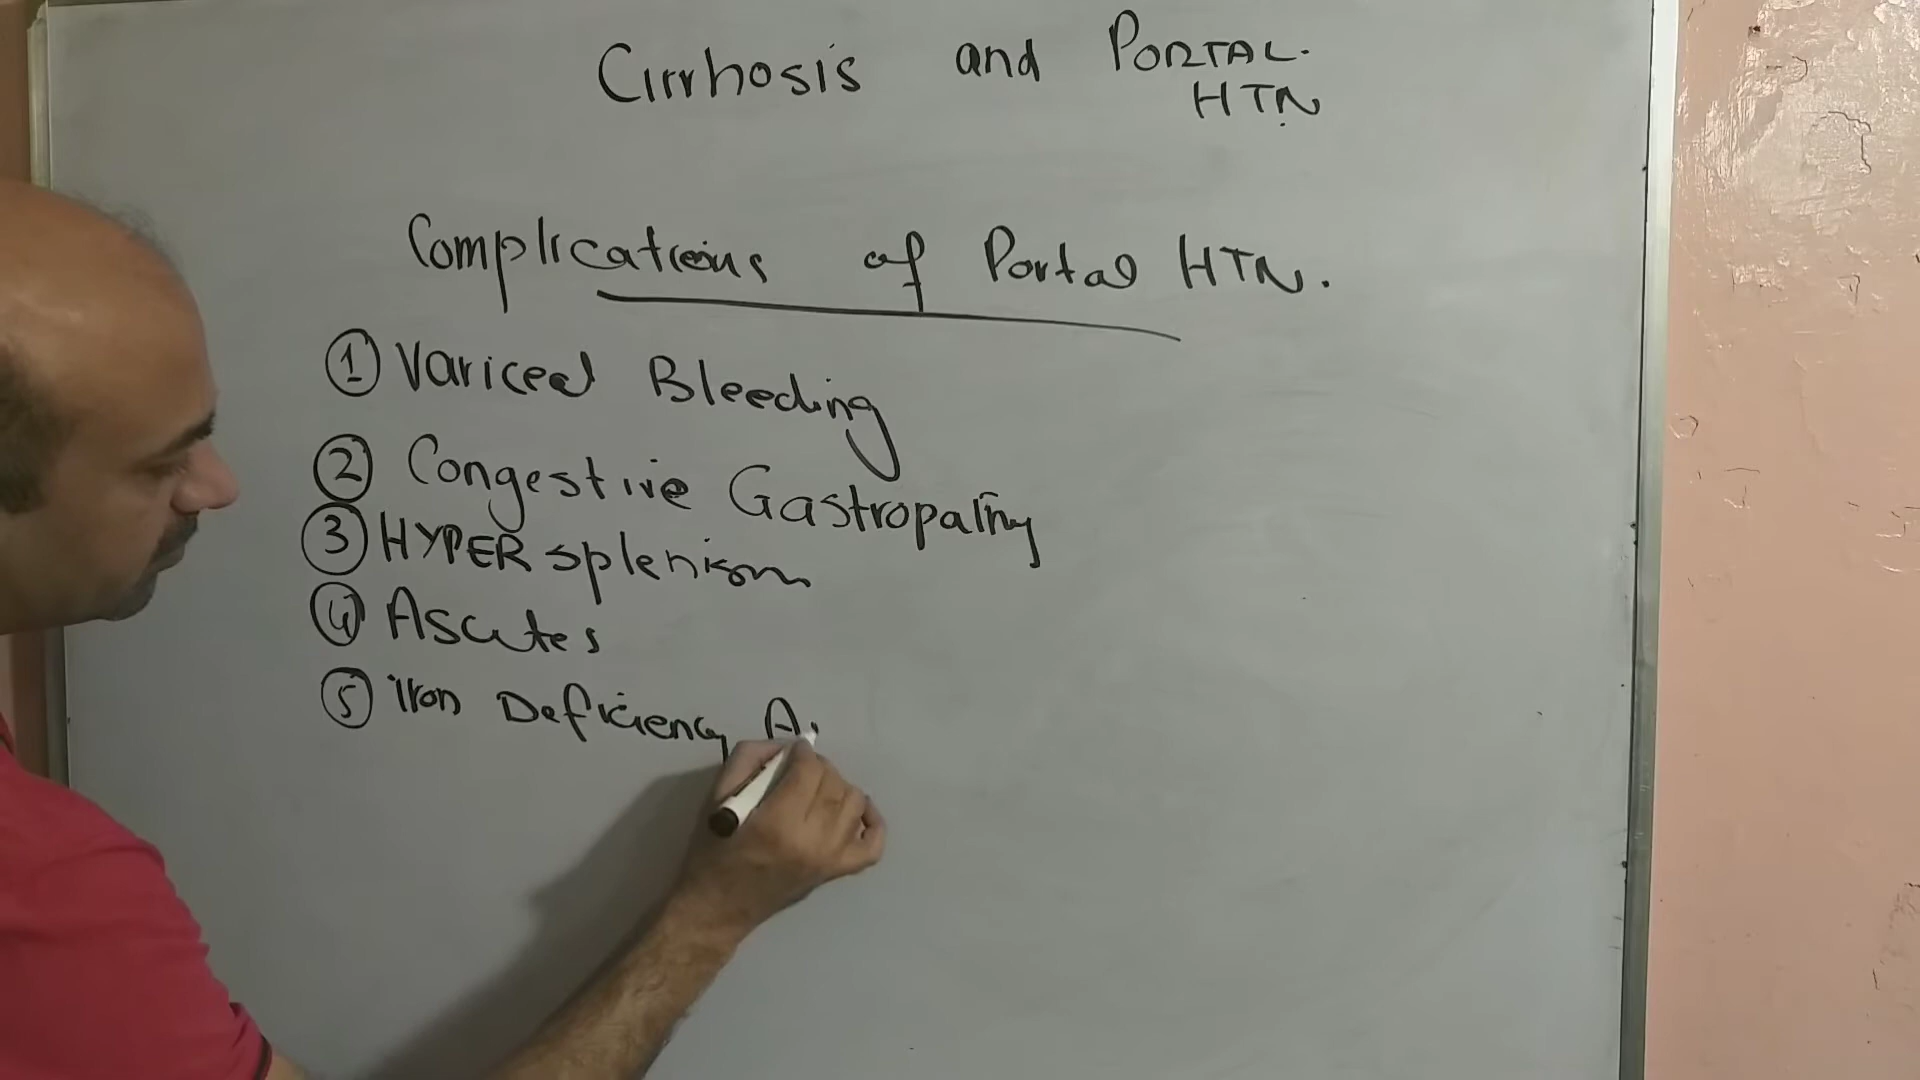 Cirrhosis and PORTAL.
HTN
Complications of Portal HTN.
① Variceal Bleeding
② Congestive Gastropathy
③ HYPERsplenism
④ Ascites
⑤ iron Deficiency A